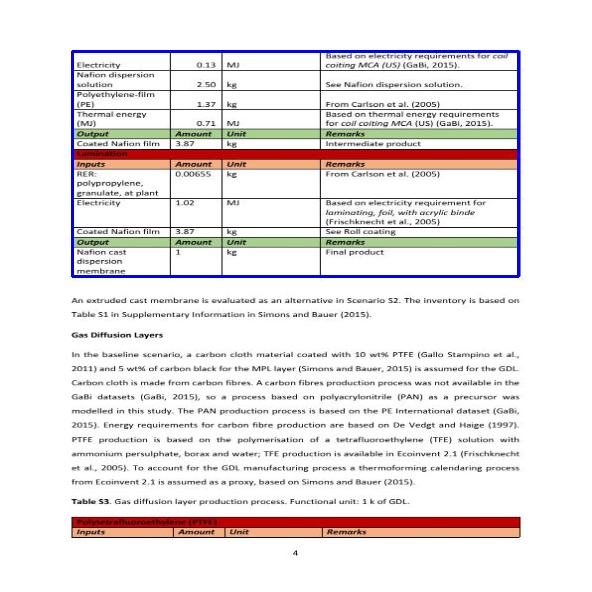 Based on electricity requirements for coil
Electricity 0.13 MJ coiting MCA (US) (GaBi, 2015).
Nafion dispersion
solution 2.50 kg See Nafion dispersion solution.
Polyethylene-film
(PE) 1.37 kg From Carlson et al. (2005)
Thermal energy Based on thermal energy requirements
(MJ) 0.71 MJ for coil coiting MCA (US) (GaBi, 2015).
Output Amount Unit Remarks
Coated Nafion film 3.87 kg Intermediate product
Lamination
Inputs Amount Unit Remarks
RER: 0.00655 kg From Carlson et al. (2005)
polypropylene,
granulate, at plant
Electricity 1.02 MJ Based on electricity requirement for
laminating, foil, with acrylic binde
(Frischknecht et al., 2005)
Coated Nafion film 3.87 kg See Roll coating
Output Amount Unit Remarks
Nafion cast 1 kg Final product
dispersion
membrane
An extruded cast membrane is evaluated as an alternative in Scenario S2. The inventory is based on
Table S1 in Supplementary Information in Simons and Bauer (2015).
Gas Diffusion Layers
In the baseline scenario, a carbon cloth material coated with 10 wt% PTFE (Gallo Stampino et al.,
2011) and 5 wt% of carbon black for the MPL layer (Simons and Bauer, 2015) is assumed for the GDL.
Carbon cloth is made from carbon fibres. A carbon fibres production process was not available in the
GaBi datasets (GaBi, 2015), so a process based on polyacrylonitrile (PAN) as a precursor was
modelled in this study. The PAN production process is based on the PE International dataset (GaBi,
2015). Energy requirements for carbon fibre production are based on De Vedgt and Haige (1997).
PTFE production is based on the polymerisation of a tetrafluoroethylene (TFE) solution with
ammonium persulphate, borax and water; TFE production is available in Ecoinvent 2.1 (Frischknecht
et al., 2005). To account for the GDL manufacturing process a thermoforming calendaring process
from Ecoinvent 2.1 is assumed as a proxy, based on Simons and Bauer (2015).
Table S3. Gas diffusion layer production process. Functional unit: 1 k of GDL.
Polytetrafluoroethylene (PTFE)
Inputs Amount Unit Remarks
4